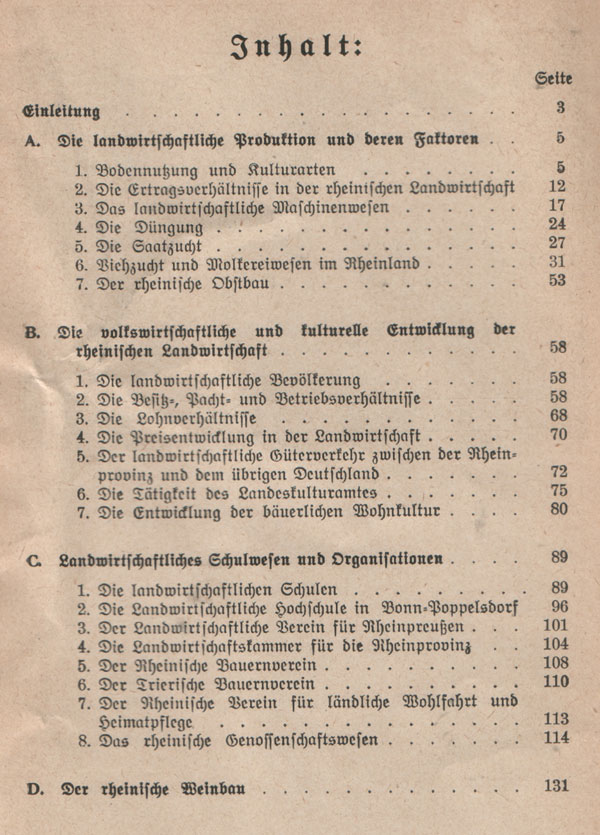 Inhalt:
Seite
Einleitung . . . . . . . . . . . . . . . . 3
A. Die landwirtschaftliche Produktion und deren Faktoren . . 5
1. Bodennutzung und Kulturarten . . . . . . . . 5
2. Die Ertragsverhältnisse in der rheinischen Landwirtschaft 12
3. Das landwirtschaftliche Maschinenwesen . . . . . . 17
4. Die Düngung . . . . . . . . . . . . . 24
5. Die Saatzucht . . . . . . . . . . . . . 27
6. Viehzucht und Molkereiwesen im Rheinland . . . . . 31
7. Der rheinische Obstbau . . . . . . . . . . . 53
B. Die volkswirtschaftliche und kulturelle Entwicklung der
rheinischen Landwirtschaft . . . . . . . . . . . 58
1. Die landwirtschaftliche Bevölkerung . . . . . . . 58
2. Die Besitz-, Pacht- und Betriebsverhältnisse . . . . . 58
3. Die Lohnverhältnisse . . . . . . . . . . . 68
4. Die Preisentwicklung in der Landwirtschaft . . . . . 70
5. Der landwirtschaftliche Güterverkehr zwischen der Rhein-
provinz und dem übrigen Deutschland . . . . . . . 72
6. Die Tätigkeit des Landeskulturamtes . . . . . . . 75
7. Die Entwicklung der bäuerlichen Wohnkultur . . . . 80
C. Landwirtschaftliches Schulwesen und Organisationen . . . . 89
1. Die landwirtschaftlichen Schulen . . . . . . . . 89
2. Die Landwirtschaftliche Hochschule in Bonn-Poppelsdorf 96
3. Der Landwirtschaftliche Verein für Rheinpreußen . . . 101
4. Die Landwirtschaftskammer für die Rheinprovinz . . . 104
5. Der Rheinische Bauernverein . . . . . . . . . 108
6. Der Trierische Bauernverein . . . . . . . . . 110
7. Der Rheinische Verein für ländliche Wohlfahrt und
Heimatpflege . . . . . . . . . . . . . 113
8. Das rheinische Genossenschaftswesen . . . . . . . 114
D. Der rheinische Weinbau . . . . . . . . . . . 131